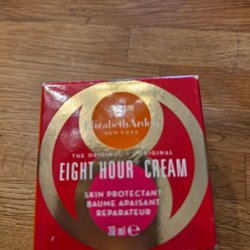 Elizabeth Arden
NEW YORK
THE ORIGINAL • ORIGINAL
EIGHT HOUR CREAM
SKIN PROTECTANT
BAUME APAISANT
REPARATEUR
30 ml e